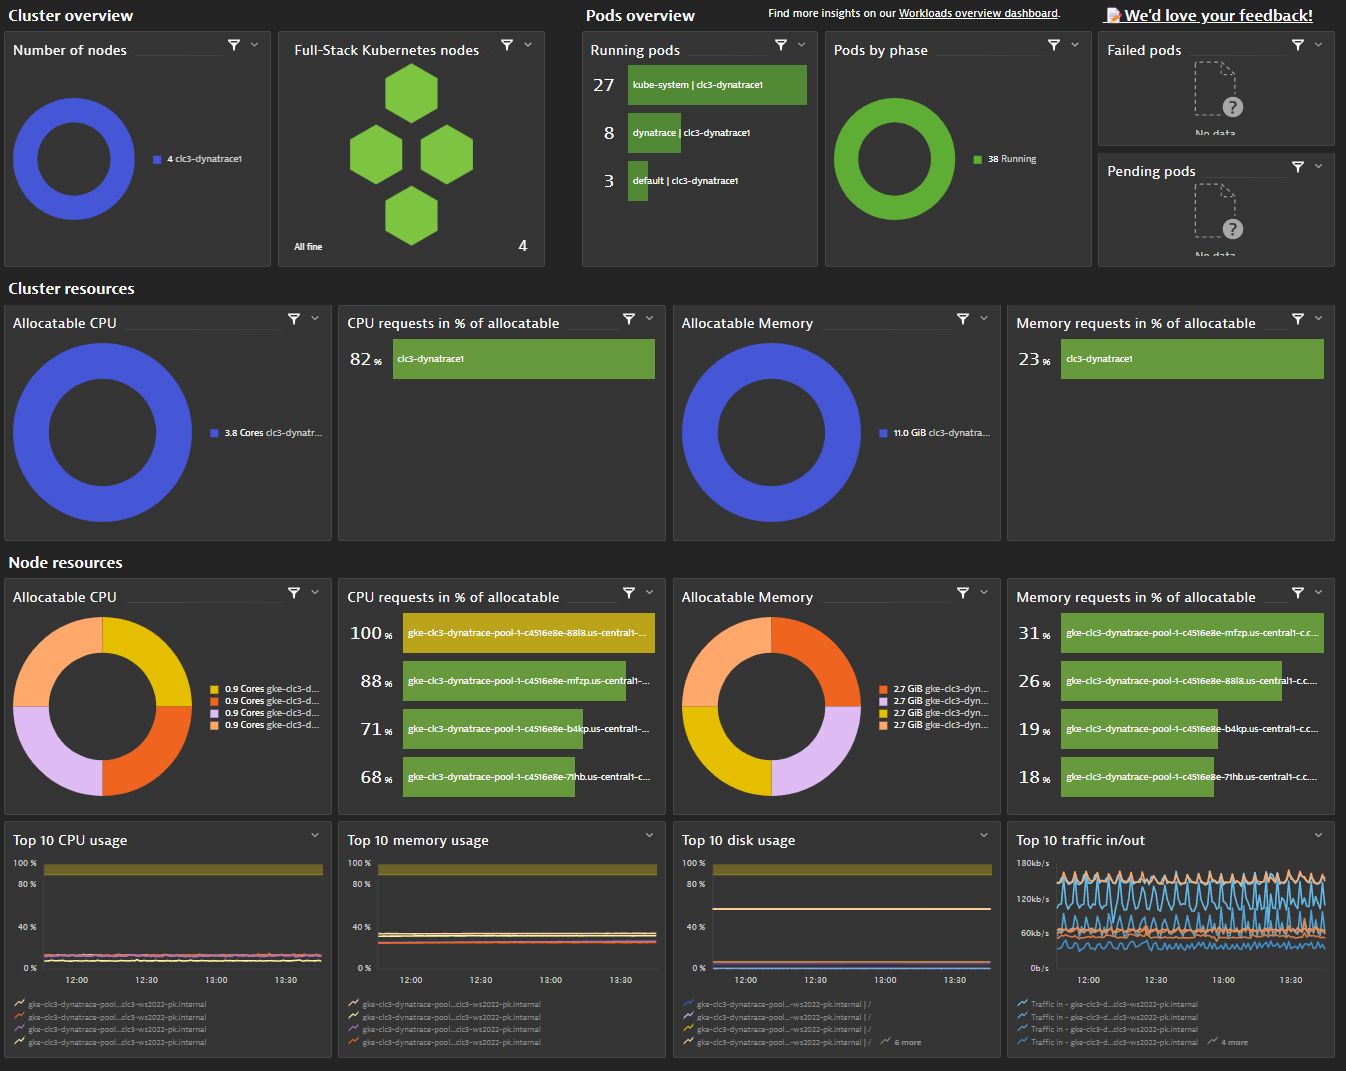 Cluster overview
Pods overview
Find more insights on our Workloads overview dashboard.
We'd love your feedback!
Number of nodes
4 clc3-dynatrace1
Full-Stack Kubernetes nodes
All fine
4
Running pods
27 kube-system | clc3-dynatrace1
8 dynatrace | clc3-dynatrace1
3 default | clc3-dynatrace1
Pods by phase
38 Running
Failed pods
?
No data
Pending pods
?
No data
Cluster resources
Allocatable CPU
3.8 Cores clc3-dynatr...
CPU requests in % of allocatable
82 % clc3-dynatrace1
Allocatable Memory
11.0 GiB clc3-dynatra...
Memory requests in % of allocatable
23 % clc3-dynatrace1
Node resources
Allocatable CPU
0.9 Cores gke-clc3-d...
0.9 Cores gke-clc3-d...
0.9 Cores gke-clc3-d...
0.9 Cores gke-clc3-d...
CPU requests in % of allocatable
100 % gke-clc3-dynatrace-pool-1-c4516e8e-88l8.us-central1-...
88 % gke-clc3-dynatrace-pool-1-c4516e8e-mfzp.us-central1-...
71 % gke-clc3-dynatrace-pool-1-c4516e8e-b4kp.us-central1-...
68 % gke-clc3-dynatrace-pool-1-c4516e8e-71hb.us-central1-c...
Allocatable Memory
2.7 GiB gke-clc3-dyn...
2.7 GiB gke-clc3-dyn...
2.7 GiB gke-clc3-dyn...
2.7 GiB gke-clc3-dyn...
Memory requests in % of allocatable
31 % gke-clc3-dynatrace-pool-1-c4516e8e-mfzp.us-central1-c.c...
26 % gke-clc3-dynatrace-pool-1-c4516e8e-88l8.us-central1-c.c...
19 % gke-clc3-dynatrace-pool-1-c4516e8e-b4kp.us-central1-c.c...
18 % gke-clc3-dynatrace-pool-1-c4516e8e-71hb.us-central1-c.c....
Top 10 CPU usage
100 %
80 %
40 %
0 %
12:00 12:30 13:00 13:30
gke-clc3-dynatrace-pool...clc3-ws2022-pk.internal
gke-clc3-dynatrace-pool...clc3-ws2022-pk.internal
gke-clc3-dynatrace-pool...clc3-ws2022-pk.internal
gke-clc3-dynatrace-pool...clc3-ws2022-pk.internal
Top 10 memory usage
100 %
80 %
40 %
0 %
12:00 12:30 13:00 13:30
gke-clc3-dynatrace-pool...clc3-ws2022-pk.internal
gke-clc3-dynatrace-pool...clc3-ws2022-pk.internal
gke-clc3-dynatrace-pool...clc3-ws2022-pk.internal
gke-clc3-dynatrace-pool...clc3-ws2022-pk.internal
Top 10 disk usage
100 %
80 %
40 %
0 %
12:00 12:30 13:00 13:30
gke-clc3-dynatrace-pool...-ws2022-pk.internal | /
gke-clc3-dynatrace-pool...-ws2022-pk.internal | /
gke-clc3-dynatrace-pool...-ws2022-pk.internal | /
gke-clc3-dynatrace-pool...-ws2022-pk.internal | / 6 more
Top 10 traffic in/out
180kb/s
120kb/s
60kb/s
0b/s
12:00 12:30 13:00 13:30
Traffic in - gke-clc3-d...clc3-ws2022-pk.internal
Traffic in - gke-clc3-d...clc3-ws2022-pk.internal
Traffic in - gke-clc3-d...clc3-ws2022-pk.internal
Traffic in - gke-clc3-d...clc3-ws2022-pk.internal 4 more